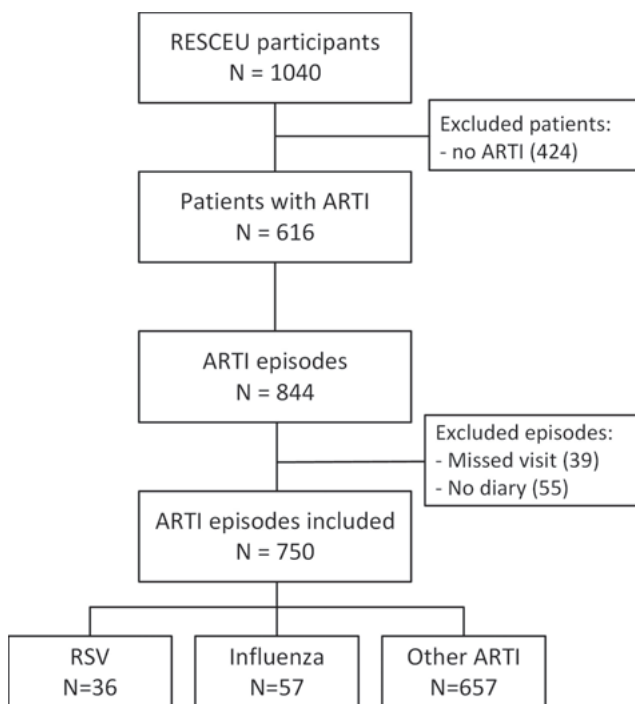 RESCEU participants
N = 1040
Excluded patients:
- no ARTI (424)
Patients with ARTI
N = 616
ARTI episodes
N = 844
Excluded episodes:
- Missed visit (39)
- No diary (55)
ARTI episodes included
N = 750
RSV
N=36
Influenza
N=57
Other ARTI
N=657